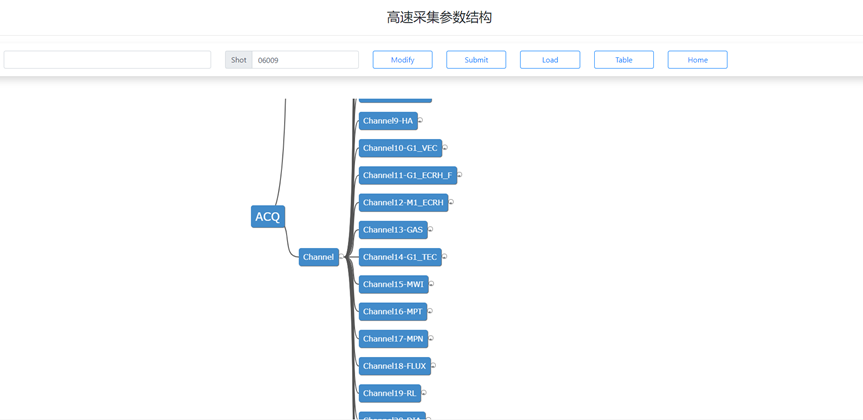 高速采集参数结构
Shot 06009 Modify Submit Load Table Home
Channel9-HA
Channel10-G1_VEC
Channel11-G1_ECRH_F
Channel12-M1_ECRH
ACQ
Channel13-GAS
Channel
Channel14-G1_TEC
Channel15-MWI
Channel16-MPT
Channel17-MPN
Channel18-FLUX
Channel19-RL